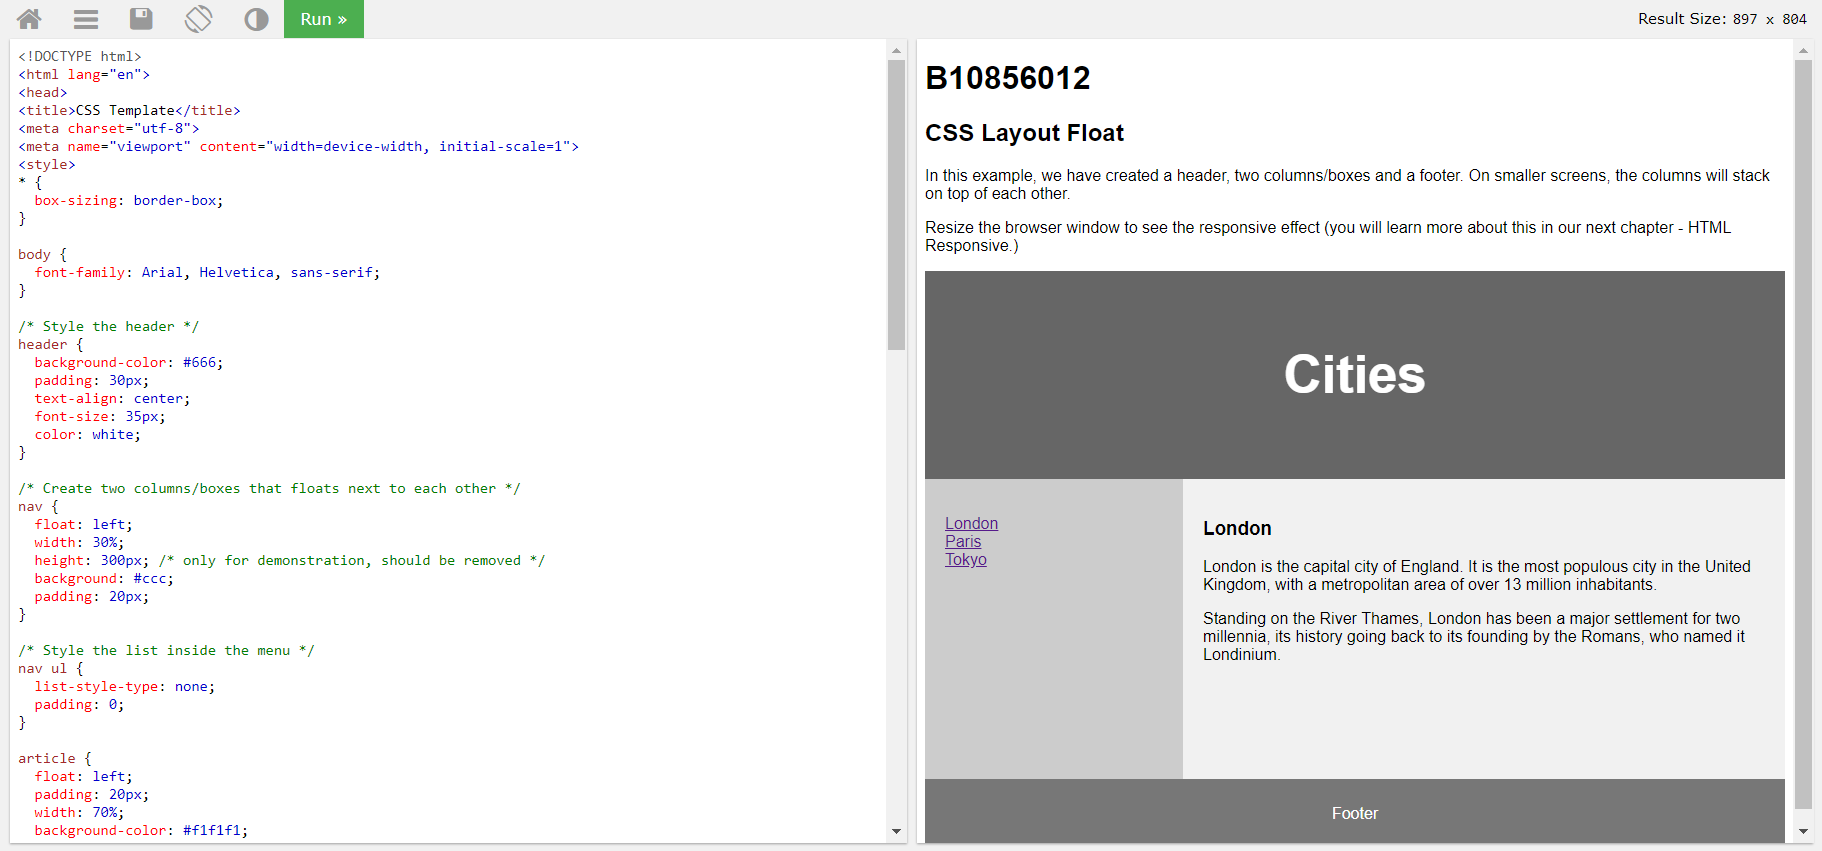 Run »
Result Size: 897 x 804
<!DOCTYPE html>
<html lang="en">
<head>
<title>CSS Template</title>
<meta charset="utf-8">
<meta name="viewport" content="width=device-width, initial-scale=1">
<style>
* {
  box-sizing: border-box;
}

body {
  font-family: Arial, Helvetica, sans-serif;
}

/* Style the header */
header {
  background-color: #666;
  padding: 30px;
  text-align: center;
  font-size: 35px;
  color: white;
}

/* Create two columns/boxes that floats next to each other */
nav {
  float: left;
  width: 30%;
  height: 300px; /* only for demonstration, should be removed */
  background: #ccc;
  padding: 20px;
}

/* Style the list inside the menu */
nav ul {
  list-style-type: none;
  padding: 0;
}

article {
  float: left;
  padding: 20px;
  width: 70%;
  background-color: #f1f1f1;
B10856012
CSS Layout Float
In this example, we have created a header, two columns/boxes and a footer. On smaller screens, the columns will stack
on top of each other.
Resize the browser window to see the responsive effect (you will learn more about this in our next chapter - HTML
Responsive.)
Cities
London
Paris
Tokyo
London
London is the capital city of England. It is the most populous city in the United
Kingdom, with a metropolitan area of over 13 million inhabitants.
Standing on the River Thames, London has been a major settlement for two
millennia, its history going back to its founding by the Romans, who named it
Londinium.
Footer